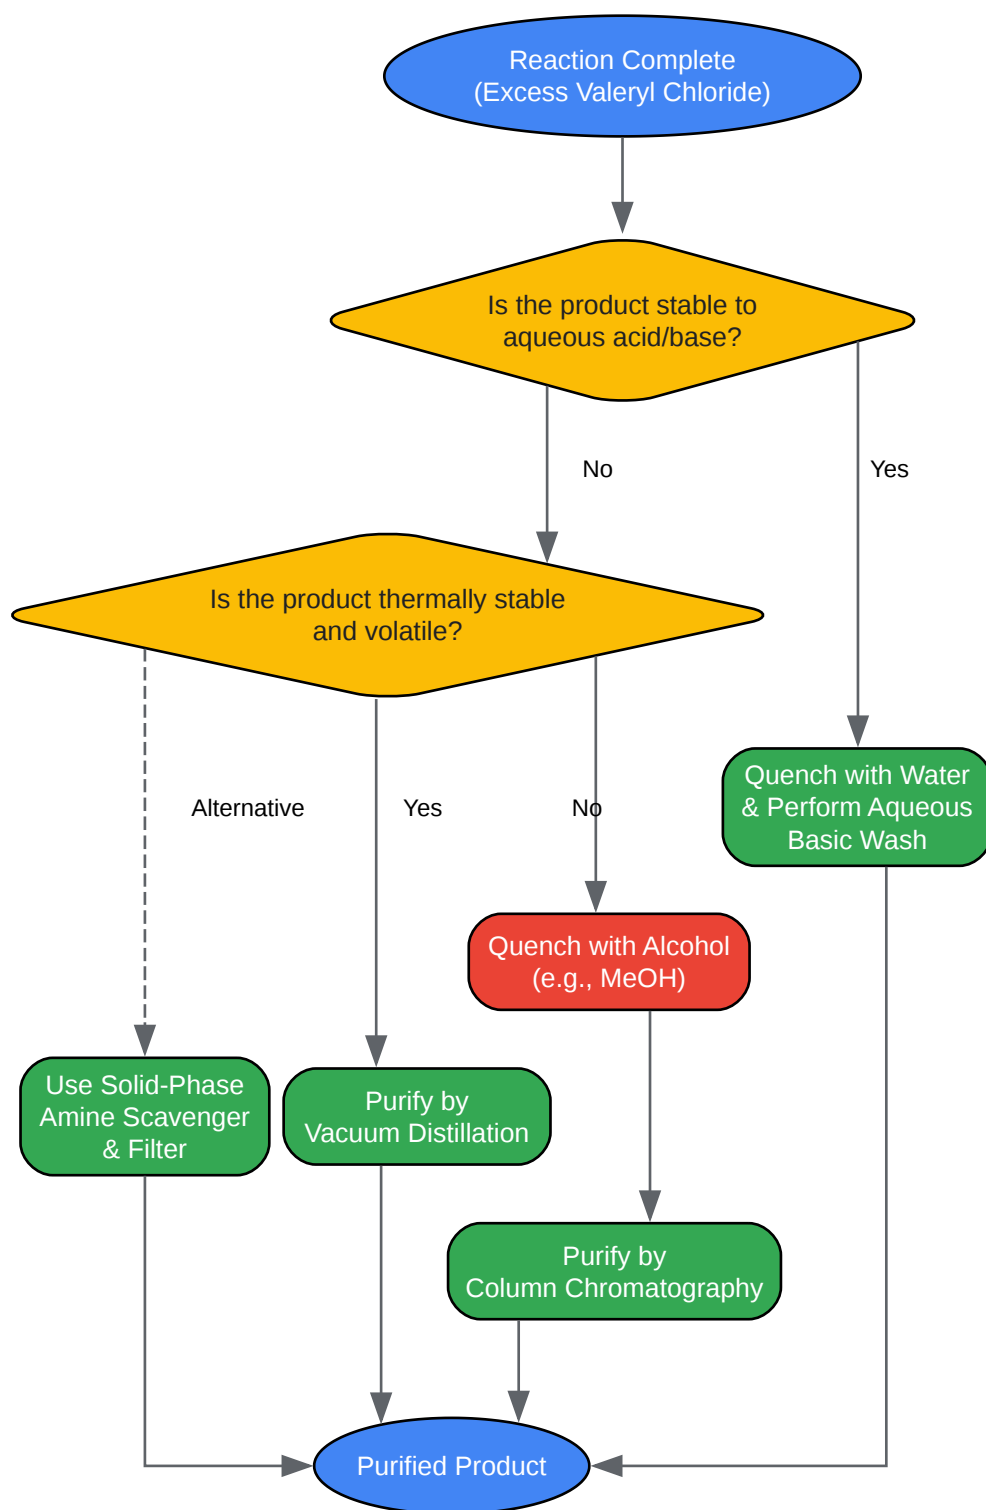 Reaction Complete
(Excess Valeryl Chloride)
Is the product stable to
aqueous acid/base?
No
Yes
Is the product thermally stable
and volatile?
Quench with Water
& Perform Aqueous
Basic Wash
Alternative
Yes
No
Quench with Alcohol
(e.g., MeOH)
Use Solid-Phase
Amine Scavenger
& Filter
Purify by
Vacuum Distillation
Purify by
Column Chromatography
Purified Product